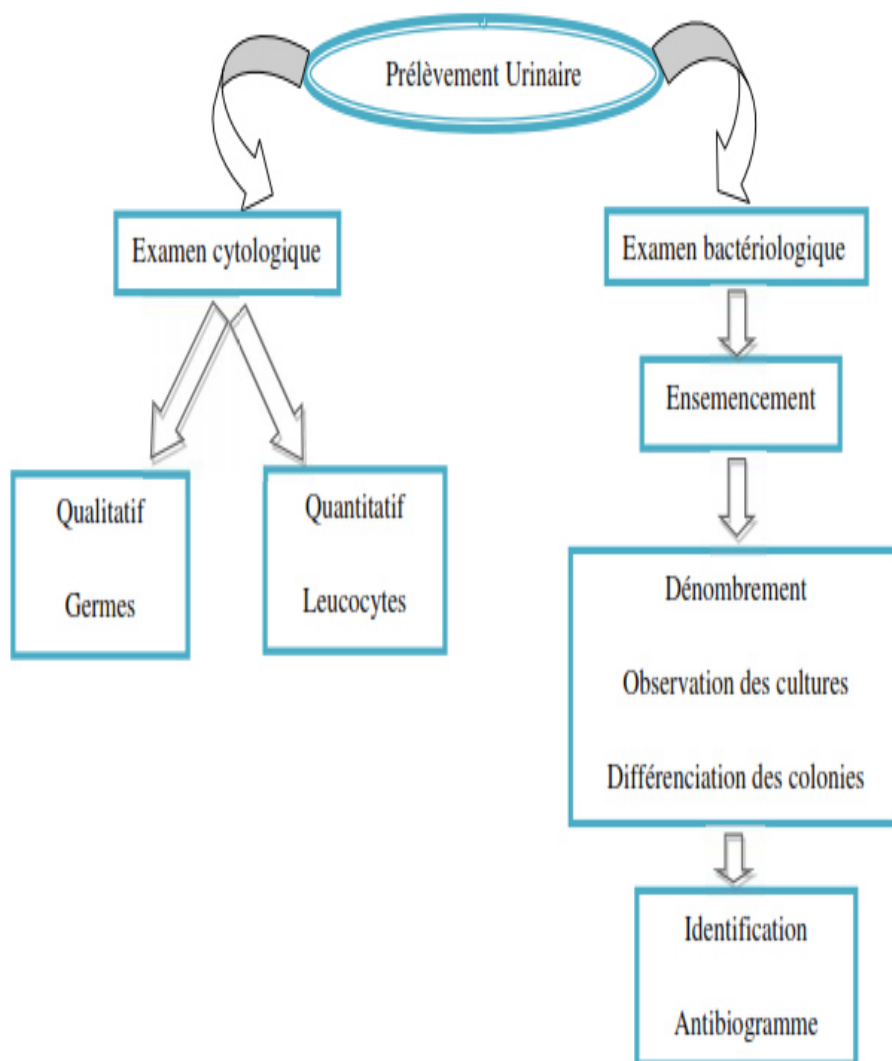 Prélèvement Urinaire
Examen cytologique
Examen bactériologique
Ensemencement
Qualitatif
Germes
Quantitatif
Leucocytes
Dénombrement
Observation des cultures
Différenciation des colonies
Identification
Antibiogramme